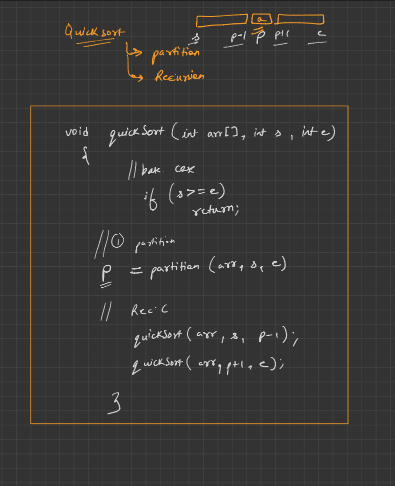 Quick sort
partition
Recursion
a
s p-1 p p+1 e
void quickSort (int arr[], int s, int e)
{
// base case
if (s>=e)
return;
// ① partition
P = partition (arr, s, e)
// Rec. C
quickSort (arr, s, p-1);
quickSort (arr, p+1, e);
}